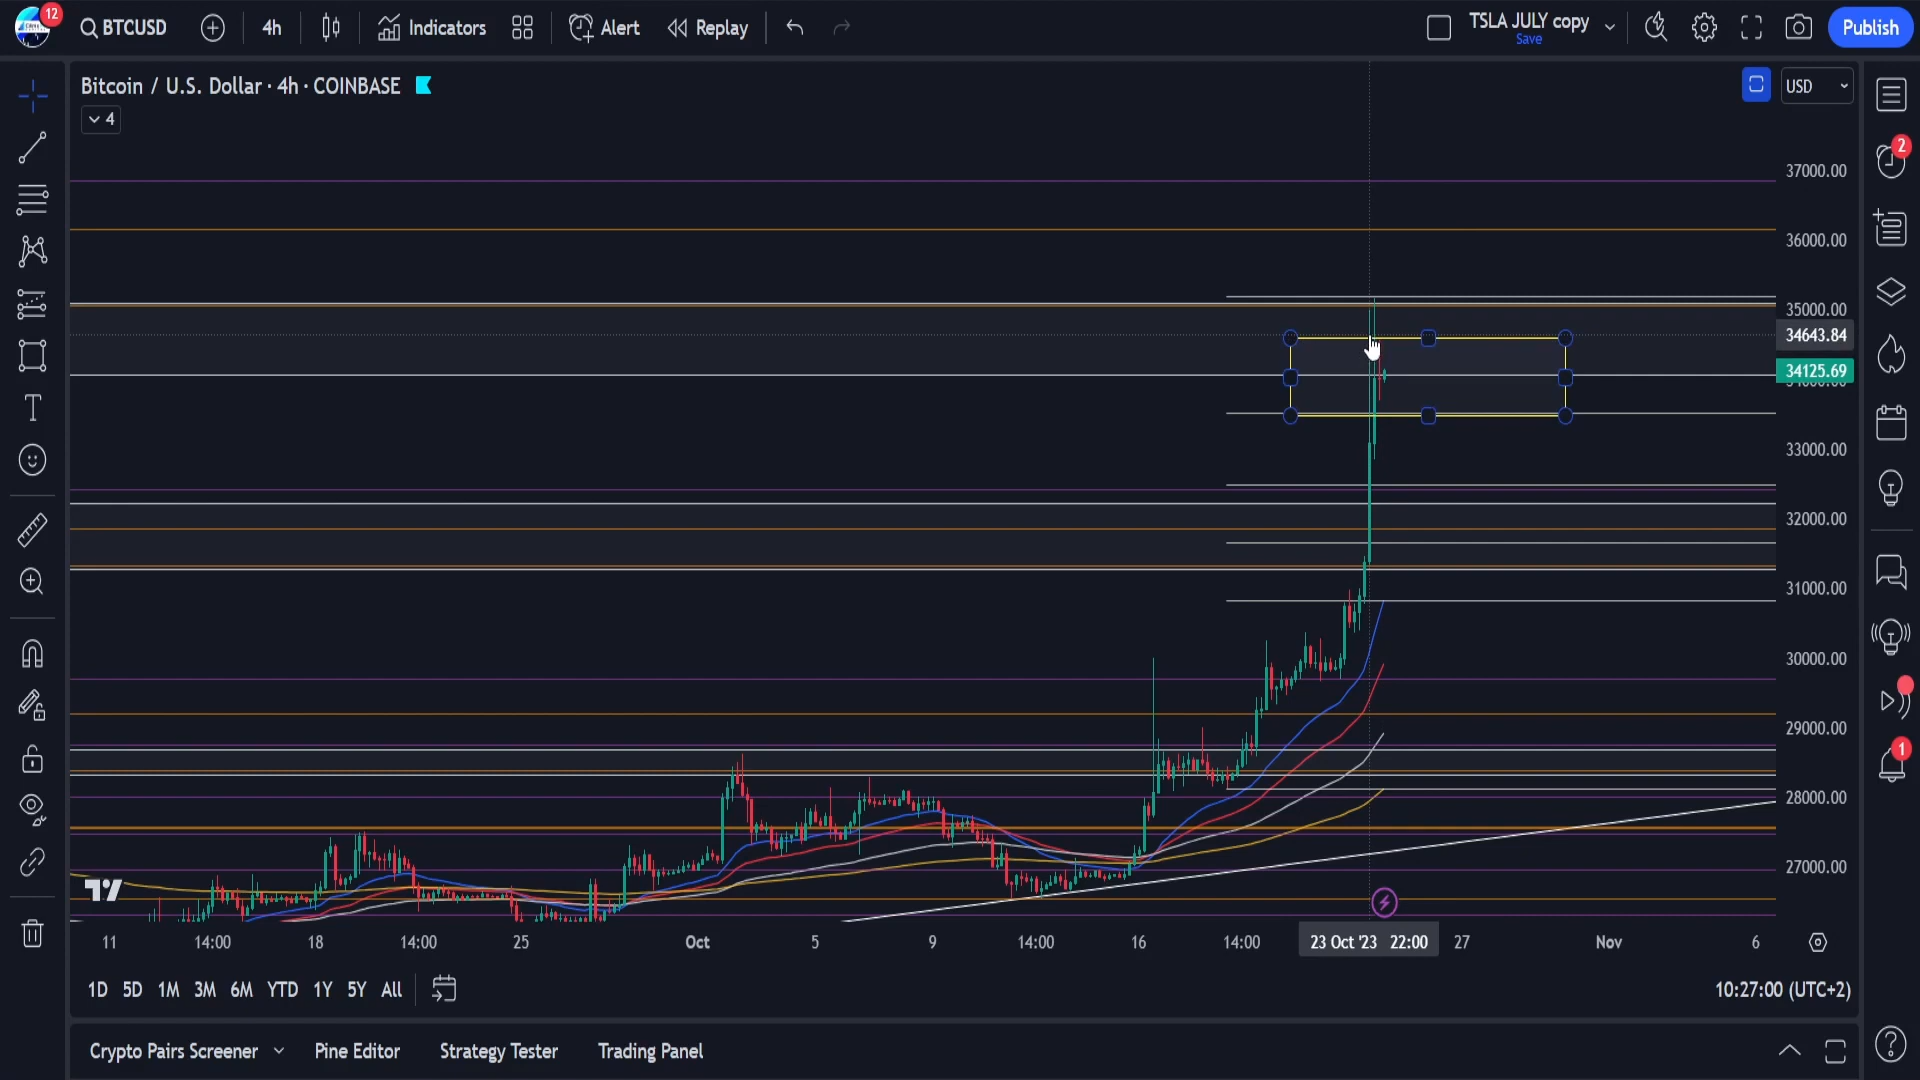 12
BTCUSD
4h
Indicators
Alert
Replay
TSLA JULY copy
Save
Publish
Bitcoin / U.S. Dollar · 4h · COINBASE
USD
4
2
37000.00
36000.00
35000.00
34643.84
34125.69
33000.00
32000.00
31000.00
30000.00
29000.00
1
28000.00
27000.00
11
14:00
18
14:00
25
Oct
5
9
14:00
16
14:00
23 Oct '23 22:00
27
Nov
6
1D 5D 1M 3M 6M YTD 1Y 5Y All
10:27:00 (UTC+2)
Crypto Pairs Screener
Pine Editor
Strategy Tester
Trading Panel